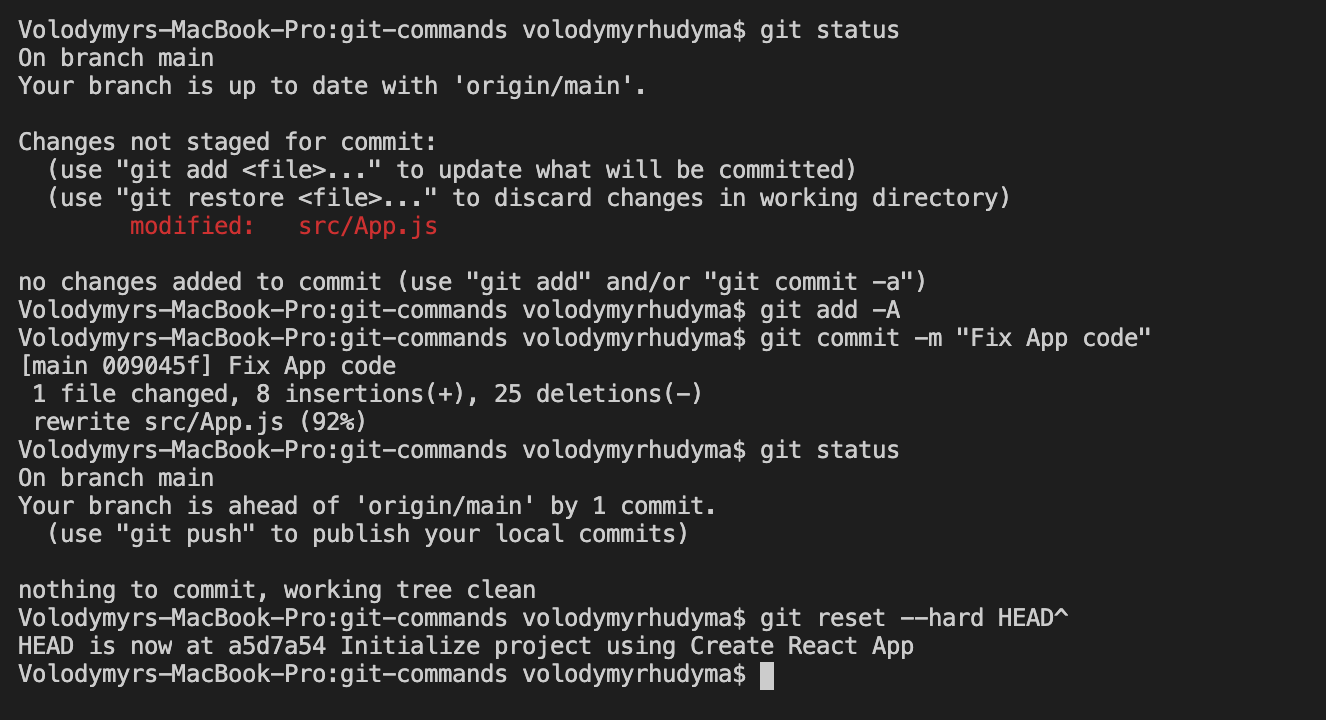 Volodymyrs-MacBook-Pro:git-commands volodymyrhudyma$ git status
On branch main
Your branch is up to date with 'origin/main'.

Changes not staged for commit:
  (use "git add <file>..." to update what will be committed)
  (use "git restore <file>..." to discard changes in working directory)
        modified:   src/App.js

no changes added to commit (use "git add" and/or "git commit -a")
Volodymyrs-MacBook-Pro:git-commands volodymyrhudyma$ git add -A
Volodymyrs-MacBook-Pro:git-commands volodymyrhudyma$ git commit -m "Fix App code"
[main 009045f] Fix App code
 1 file changed, 8 insertions(+), 25 deletions(-)
 rewrite src/App.js (92%)
Volodymyrs-MacBook-Pro:git-commands volodymyrhudyma$ git status
On branch main
Your branch is ahead of 'origin/main' by 1 commit.
  (use "git push" to publish your local commits)

nothing to commit, working tree clean
Volodymyrs-MacBook-Pro:git-commands volodymyrhudyma$ git reset --hard HEAD^
HEAD is now at a5d7a54 Initialize project using Create React App
Volodymyrs-MacBook-Pro:git-commands volodymyrhudyma$